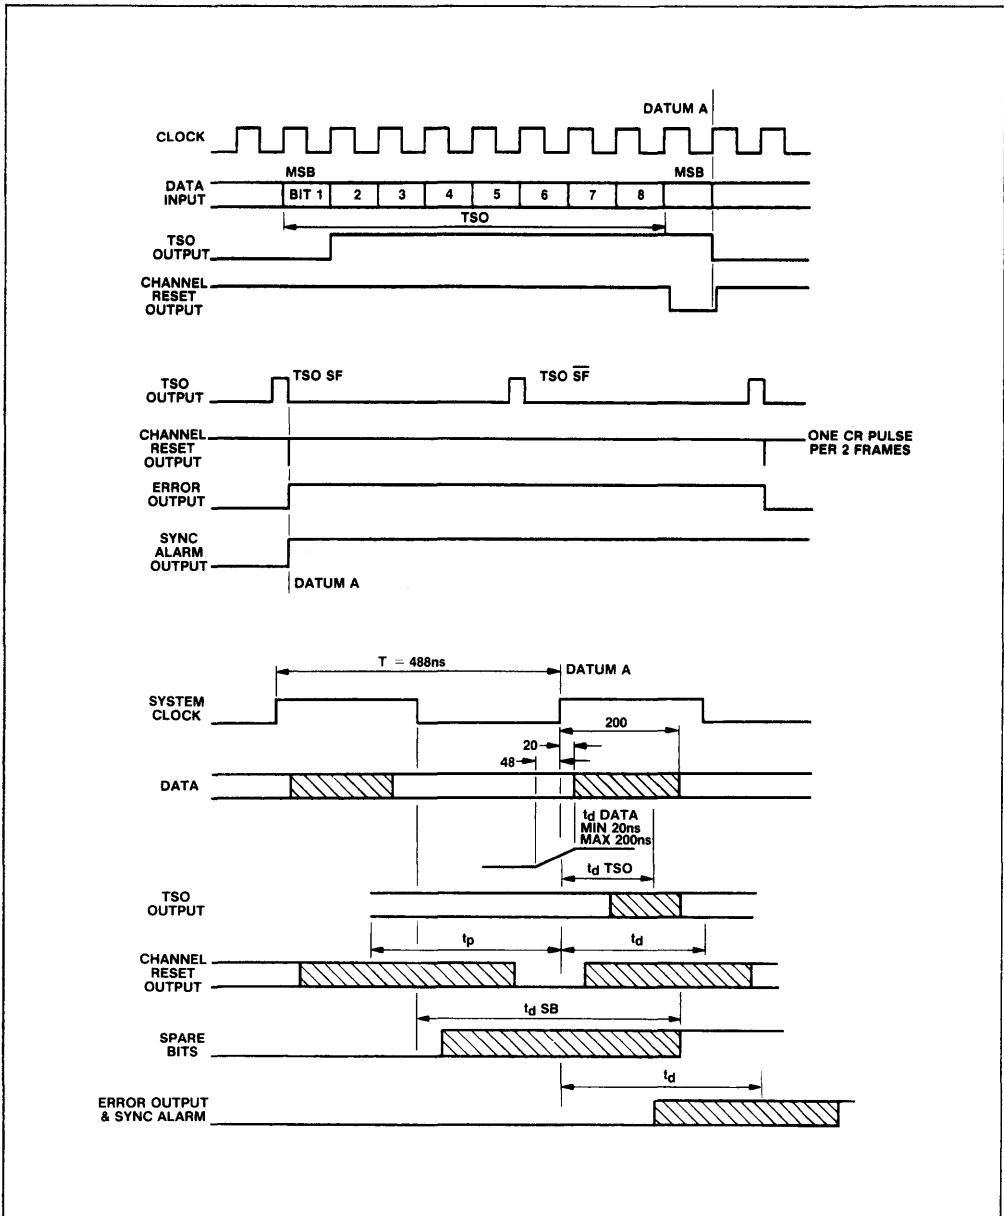 DATUM A
CLOCK
MSB
MSB
DATA
INPUT
BIT 1 2 3 4 5 6 7 8
TSO
TSO
OUTPUT
CHANNEL
RESET
OUTPUT
TSO
OUTPUT
TSO SF
TSO S̅F̅
CHANNEL
RESET
OUTPUT
ONE CR PULSE
PER 2 FRAMES
ERROR
OUTPUT
SYNC
ALARM
OUTPUT
DATUM A
T = 488ns
DATUM A
SYSTEM
CLOCK
200
20
48
DATA
td DATA
MIN 20ns
MAX 200ns
td TSO
TSO
OUTPUT
tp
td
CHANNEL
RESET
OUTPUT
td SB
SPARE
BITS
td
ERROR OUTPUT
& SYNC ALARM